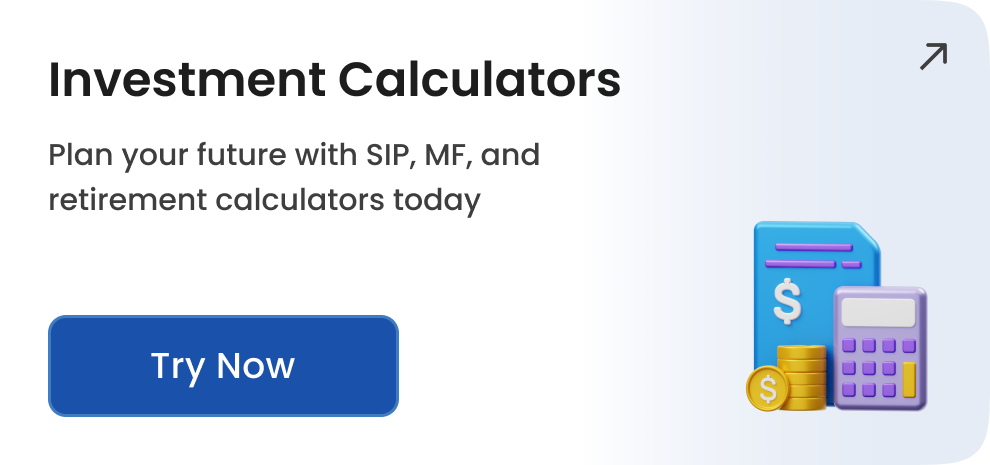 Investment Calculators
Plan your future with SIP, MF, and
retirement calculators today
Try Now
$
$